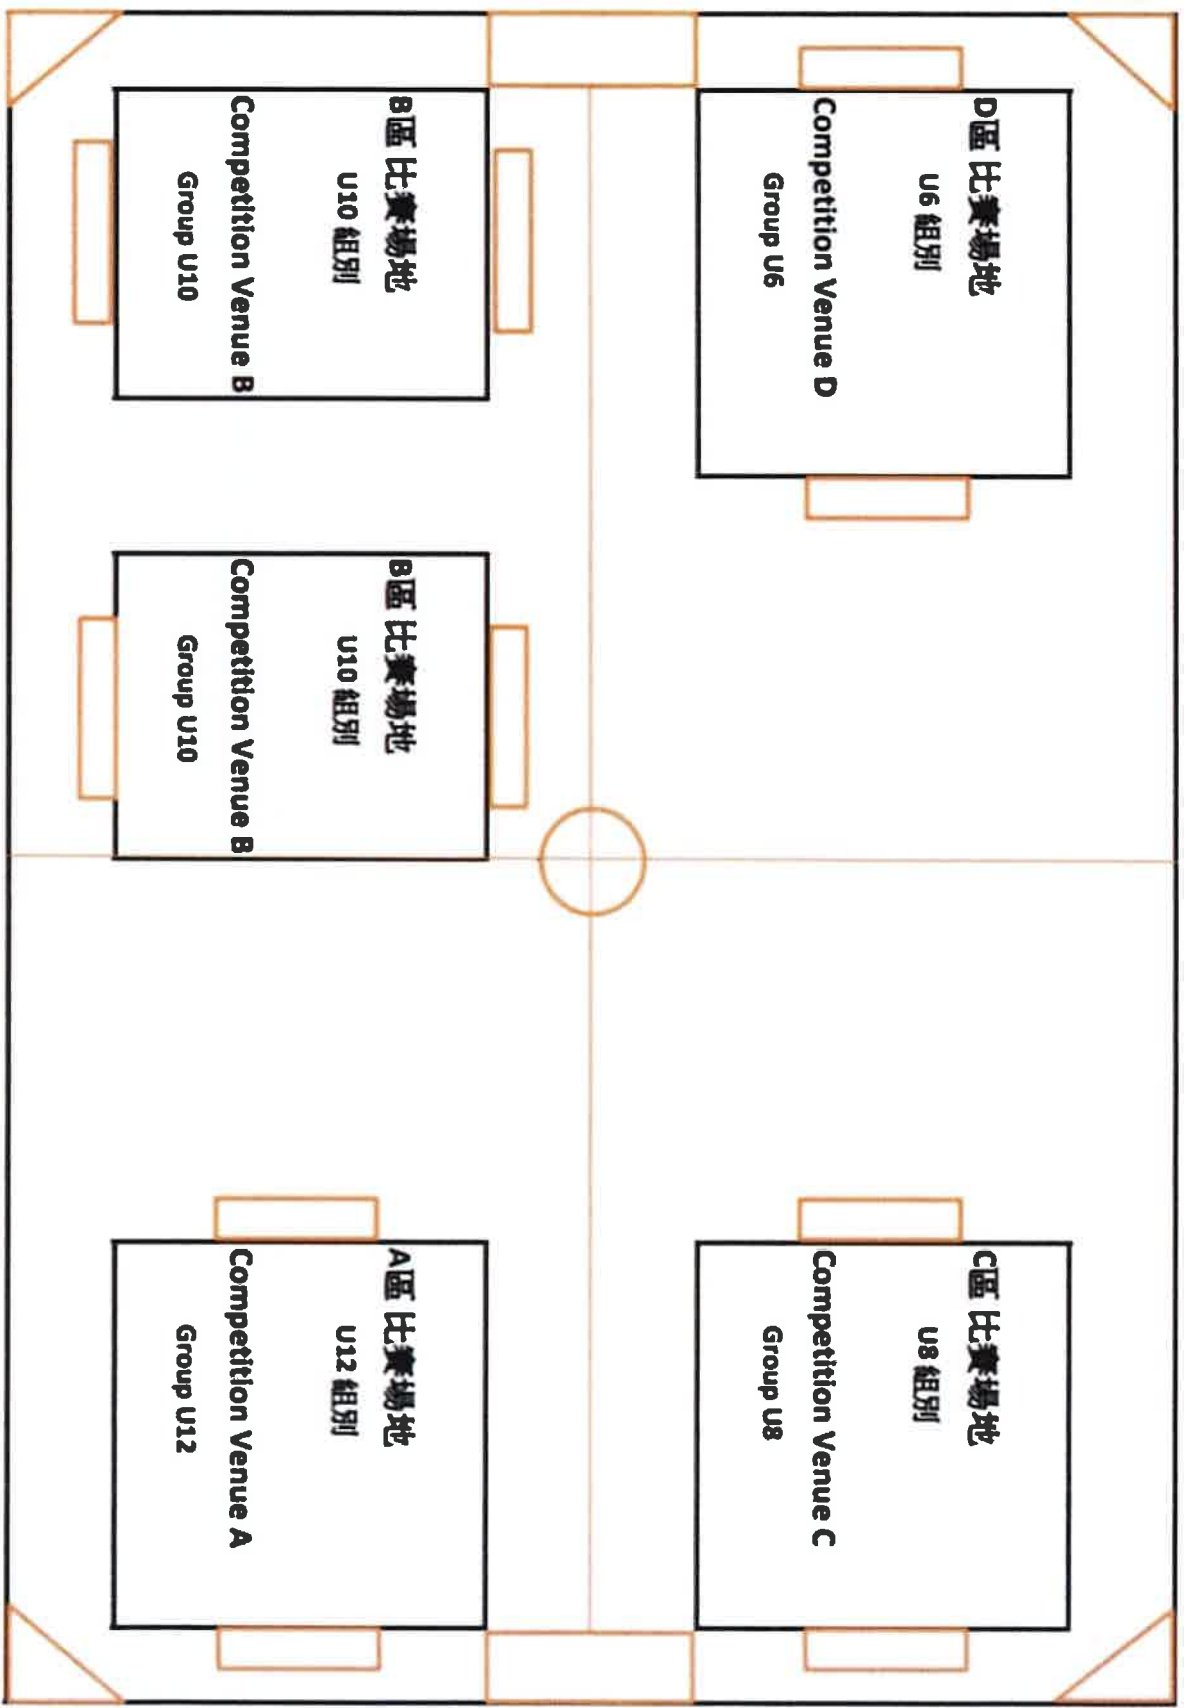 D區 比賽場地
U6 組別
Competition Venue D
Group U6
C區 比賽場地
U8 組別
Competition Venue C
Group U8
B區 比賽場地
U10 組別
Competition Venue B
Group U10
B區 比賽場地
U10 組別
Competition Venue B
Group U10
A區 比賽場地
U12 組別
Competition Venue A
Group U12